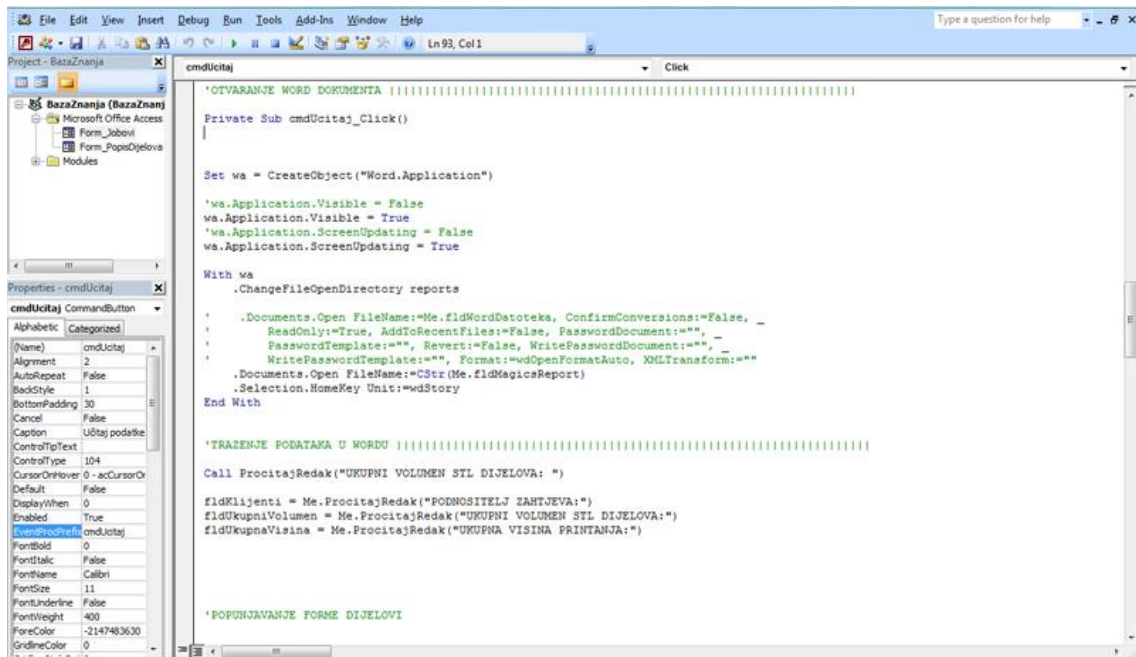 File Edit View Insert Debug Run Tools Add-Ins Window Help
Type a question for help
Ln 93, Col 1
Project - BazaZnanja
cmdUcitaj
Click
BazaZnanja (BazaZnanj
Microsoft Office Access
Form_Jobovi
Form_PopisDijelova
Modules
Properties - cmdUcitaj
cmdUcitaj CommandButton
Alphabetic Categorized
(Name) cmdUcitaj
Alignment 2
AutoRepeat False
BackStyle 1
BottomPadding 30
Cancel False
Caption Učitaj podatke
ControlTipText
ControlType 104
CursorOnHover 0 - acCursorOr
Default False
DisplayWhen 0
Enabled True
EventProcPrefix cmdUcitaj
FontBold 0
FontItalic False
FontName Calibri
FontSize 11
FontUnderline False
FontWeight 400
ForeColor -2147483630
GridlineColor 0
'OTVARANJE WORD DOKUMENTA ||||||||||||||||||||||||||||||||||||||||||||||||||||||||||||||||||
Private Sub cmdUcitaj_Click()
Set wa = CreateObject("Word.Application")
'wa.Application.Visible = False
wa.Application.Visible = True
'wa.Application.ScreenUpdating = False
wa.Application.ScreenUpdating = True
With wa
.ChangeFileOpenDirectory reports
' .Documents.Open FileName:=Me.fldWordDatoteka, ConfirmConversions:=False, _
' ReadOnly:=True, AddToRecentFiles:=False, PasswordDocument:="", _
' PasswordTemplate:="", Revert:=False, WritePasswordDocument:="", _
' WritePasswordTemplate:="", Format:=wdOpenFormatAuto, XMLTransform:=""
.Documents.Open FileName:=CStr(Me.fldMagicsReport)
.Selection.HomeKey Unit:=wdStory
End With
'TRAZENJE PODATAKA U WORDU ||||||||||||||||||||||||||||||||||||||||||||||||||||||||||||||||||||
Call ProcitajRedak("UKUPNI VOLUMEN STL DIJELOVA: ")
fldKlijenti = Me.ProcitajRedak("PODNOSITELJ ZAHTJEVA:")
fldUkupniVolumen = Me.ProcitajRedak("UKUPNI VOLUMEN STL DIJELOVA:")
fldUkupnaVisina = Me.ProcitajRedak("UKUPNA VISINA PRINTANJA:")
'POPUNJAVANJE FORME DIJELOVI